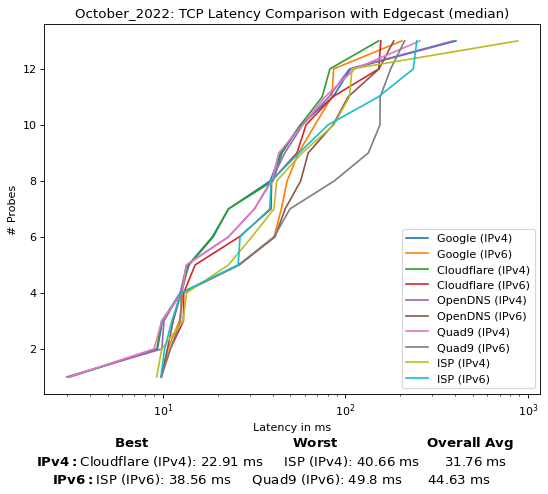 October_2022: TCP Latency Comparison with Edgecast (median)
# Probes
12
10
8
6
4
2
Google (IPv4)
Google (IPv6)
Cloudflare (IPv4)
Cloudflare (IPv6)
OpenDNS (IPv4)
OpenDNS (IPv6)
Quad9 (IPv4)
Quad9 (IPv6)
ISP (IPv4)
ISP (IPv6)
10¹ 10² 10³
Latency in ms
Best Worst Overall Avg
IPv4: Cloudflare (IPv4): 22.91 ms ISP (IPv4): 40.66 ms 31.76 ms
IPv6: ISP (IPv6): 38.56 ms Quad9 (IPv6): 49.8 ms 44.63 ms